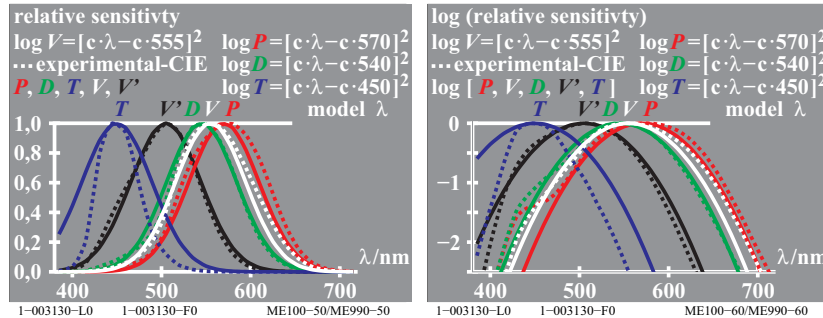 relative sensitivty
log V=[c·λ−c·555]² log P=[c·λ−c·570]²
experimental-CIE log D=[c·λ−c·540]²
P, D, T, V, V' log T=[c·λ−c·450]²
T V' D V P model λ
1,0
0,8
0,6
0,4
0,2
0,0
λ/nm
400 500 600 700
1−003130−L0 1−003130−F0 ME100−50/ME990−50
log (relative sensitivity)
log V=[c·λ−c·555]² log P=[c·λ−c·570]²
experimental-CIE log D=[c·λ−c·540]²
log [ P, V, D, V', T ] log T=[c·λ−c·450]²
T V' D V P model λ
0
−1
−2
λ/nm
400 500 600 700
1−003130−L0 1−003130−F0 ME100−60/ME990−60